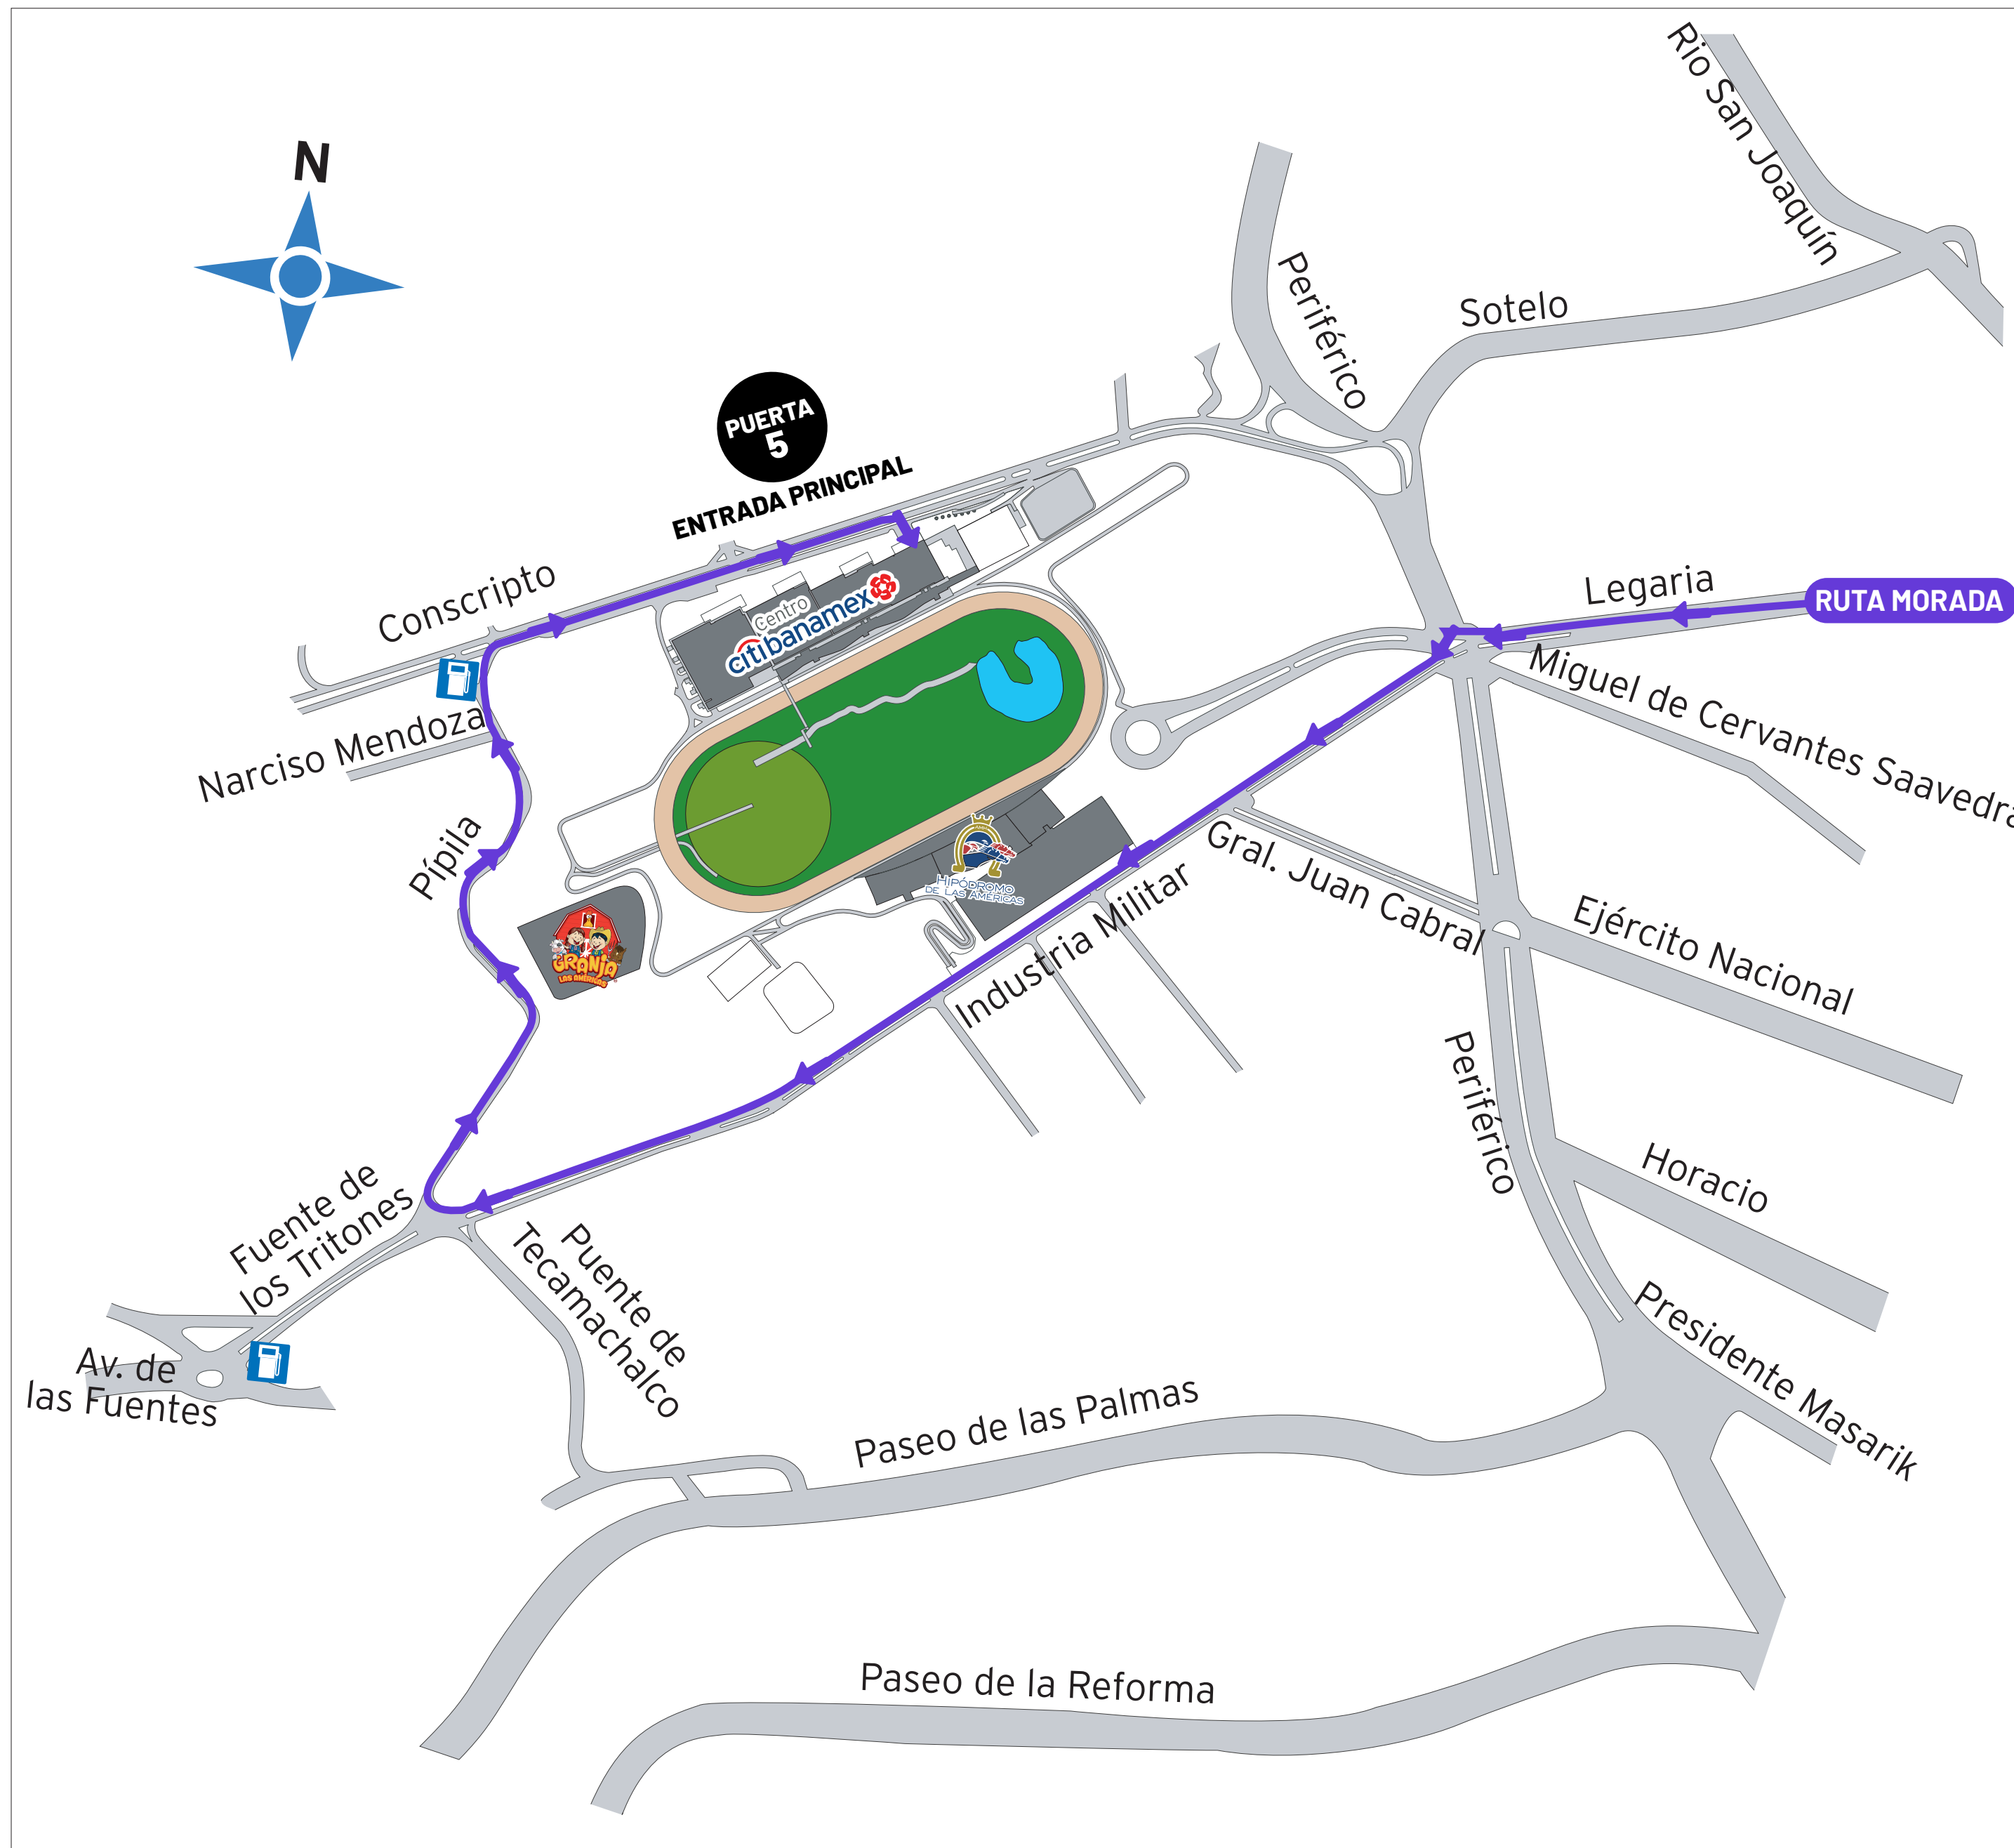 Rio San Joaquín
N
Periférico
Sotelo
PUERTA
5
ENTRADA PRINCIPAL
Conscripto
Legaria
RUTA MORADA
Centro
citibanamex
Miguel de Cervantes Saavedra
Narciso Mendoza
Pípila
HIPÓDROMO
DE LAS AMÉRICAS
Gral. Juan Cabral
Industria Militar
Ejército Nacional
GRANJA
LAS AMÉRICAS
Periférico
Horacio
Fuente de
los Tritones
Puente de
Tecamachalco
Presidente Masarik
Av. de
las Fuentes
Paseo de las Palmas
Paseo de la Reforma